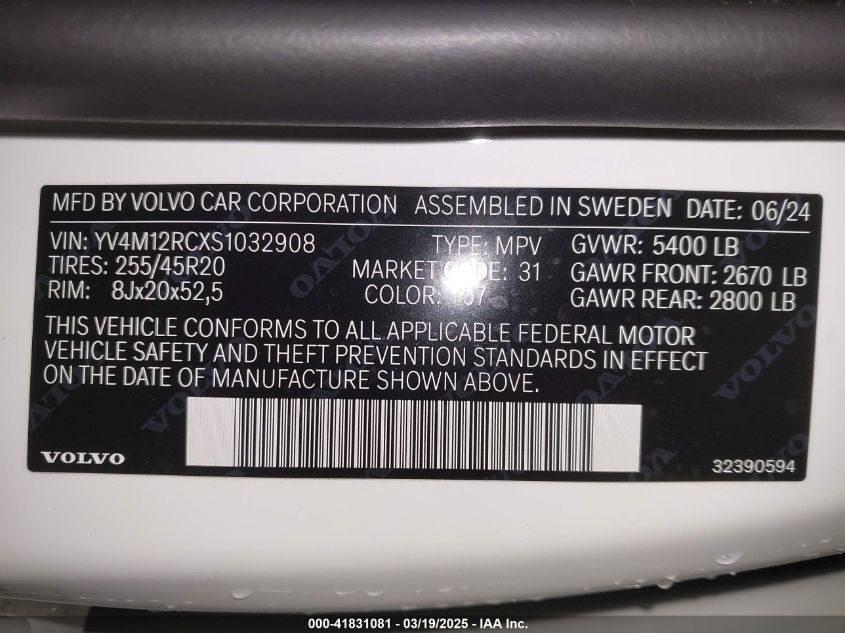 MFD BY VOLVO CAR CORPORATION ASSEMBLED IN SWEDEN DATE: 06/24
VIN: YV4M12RCXS1032908 TYPE: MPV GVWR: 5400 LB
TIRES: 255/45R20 MARKET CODE: 31 GAWR FRONT: 2670 LB
RIM: 8Jx20x52,5 COLOR: GAWR REAR: 2800 LB
THIS VEHICLE CONFORMS TO ALL APPLICABLE FEDERAL MOTOR
VEHICLE SAFETY AND THEFT PREVENTION STANDARDS IN EFFECT
ON THE DATE OF MANUFACTURE SHOWN ABOVE.
VOLVO 32390594
000-41831081 - 03/19/2025 - IAA Inc.